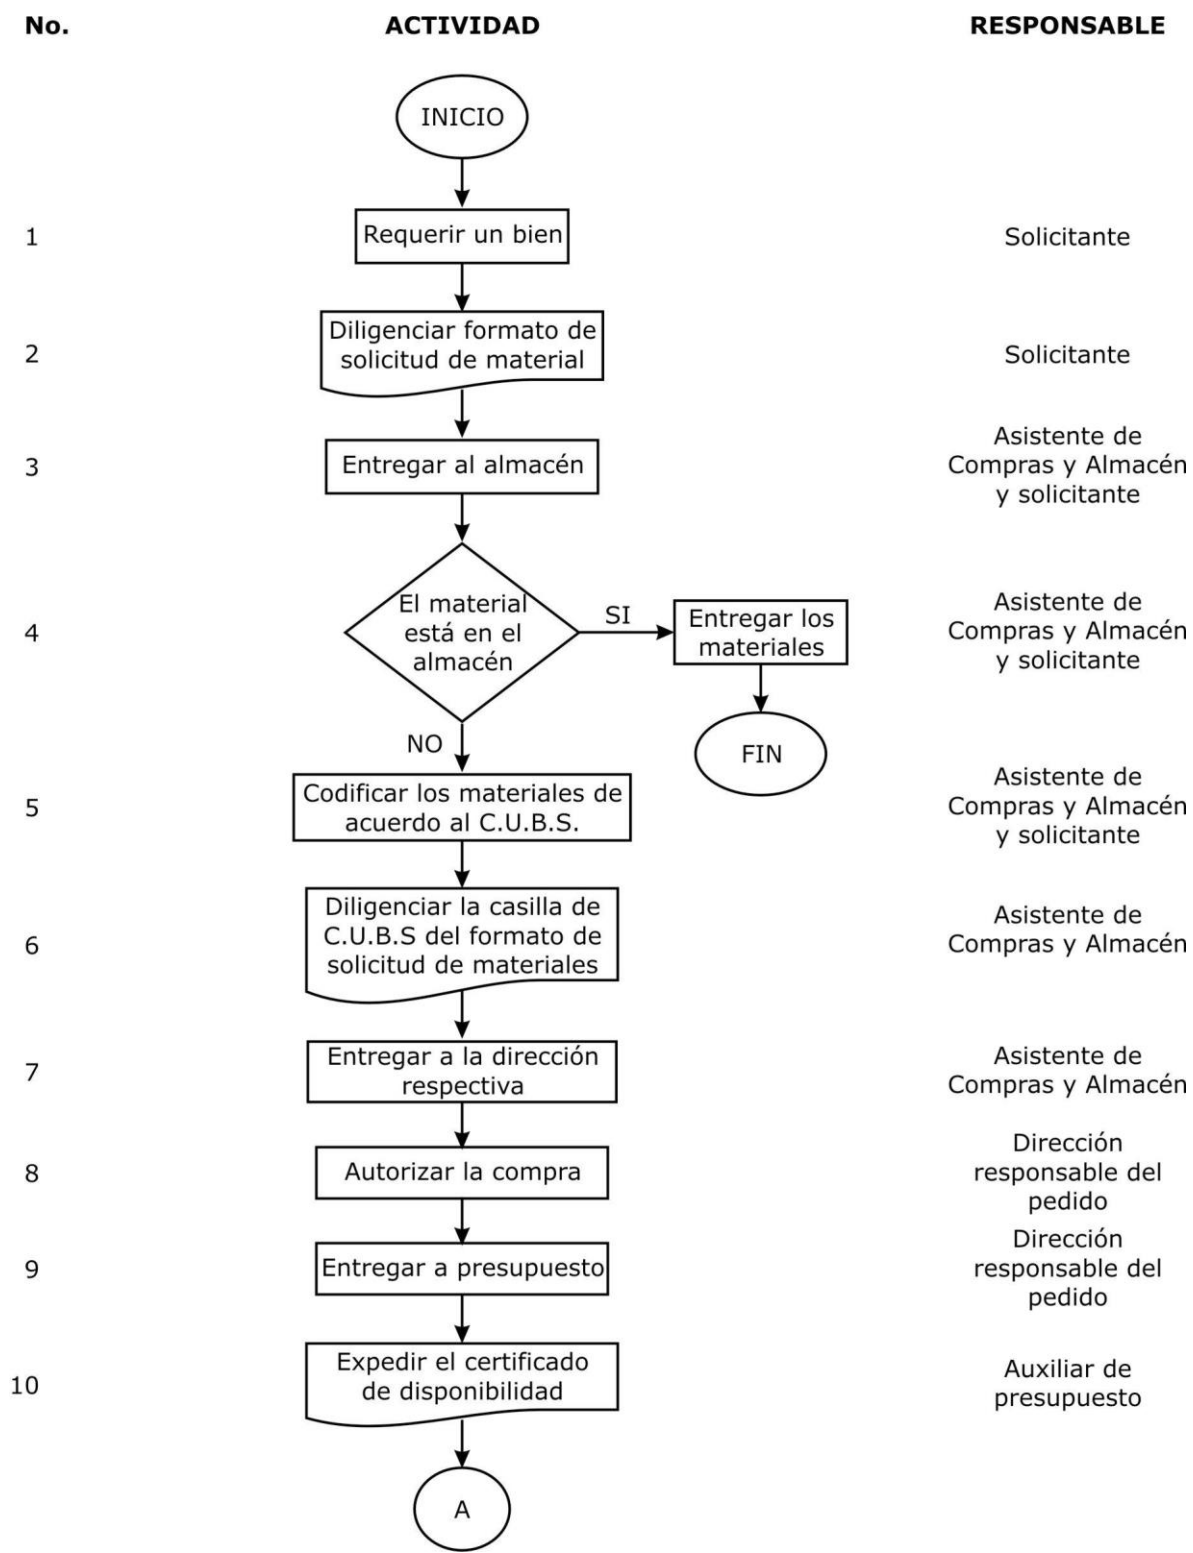 No.
ACTIVIDAD
RESPONSABLE
INICIO
1
Requerir un bien
Solicitante
2
Diligenciar formato de
solicitud de material
Solicitante
3
Entregar al almacén
Asistente de
Compras y Almacén
y solicitante
4
El material
está en el
almacén
SI
Entregar los
materiales
Asistente de
Compras y Almacén
y solicitante
NO
FIN
5
Codificar los materiales de
acuerdo al C.U.B.S.
Asistente de
Compras y Almacén
y solicitante
6
Diligenciar la casilla de
C.U.B.S del formato de
solicitud de materiales
Asistente de
Compras y Almacén
7
Entregar a la dirección
respectiva
Asistente de
Compras y Almacén
8
Autorizar la compra
Dirección
responsable del
pedido
9
Entregar a presupuesto
Dirección
responsable del
pedido
10
Expedir el certificado
de disponibilidad
Auxiliar de
presupuesto
A